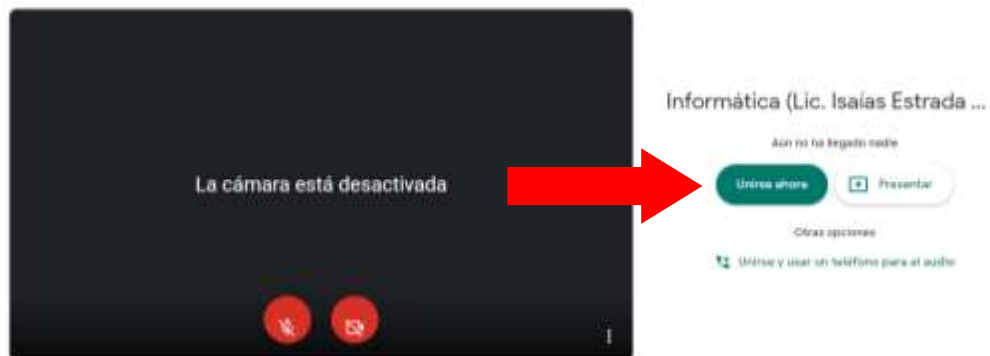 La cámara está desactivada
Informática (Lic. Isaías Estrada ...
Aún no ha llegado nadie
Unirse ahora
Presentar
Otras opciones
Unirse y usar un teléfono para el audio